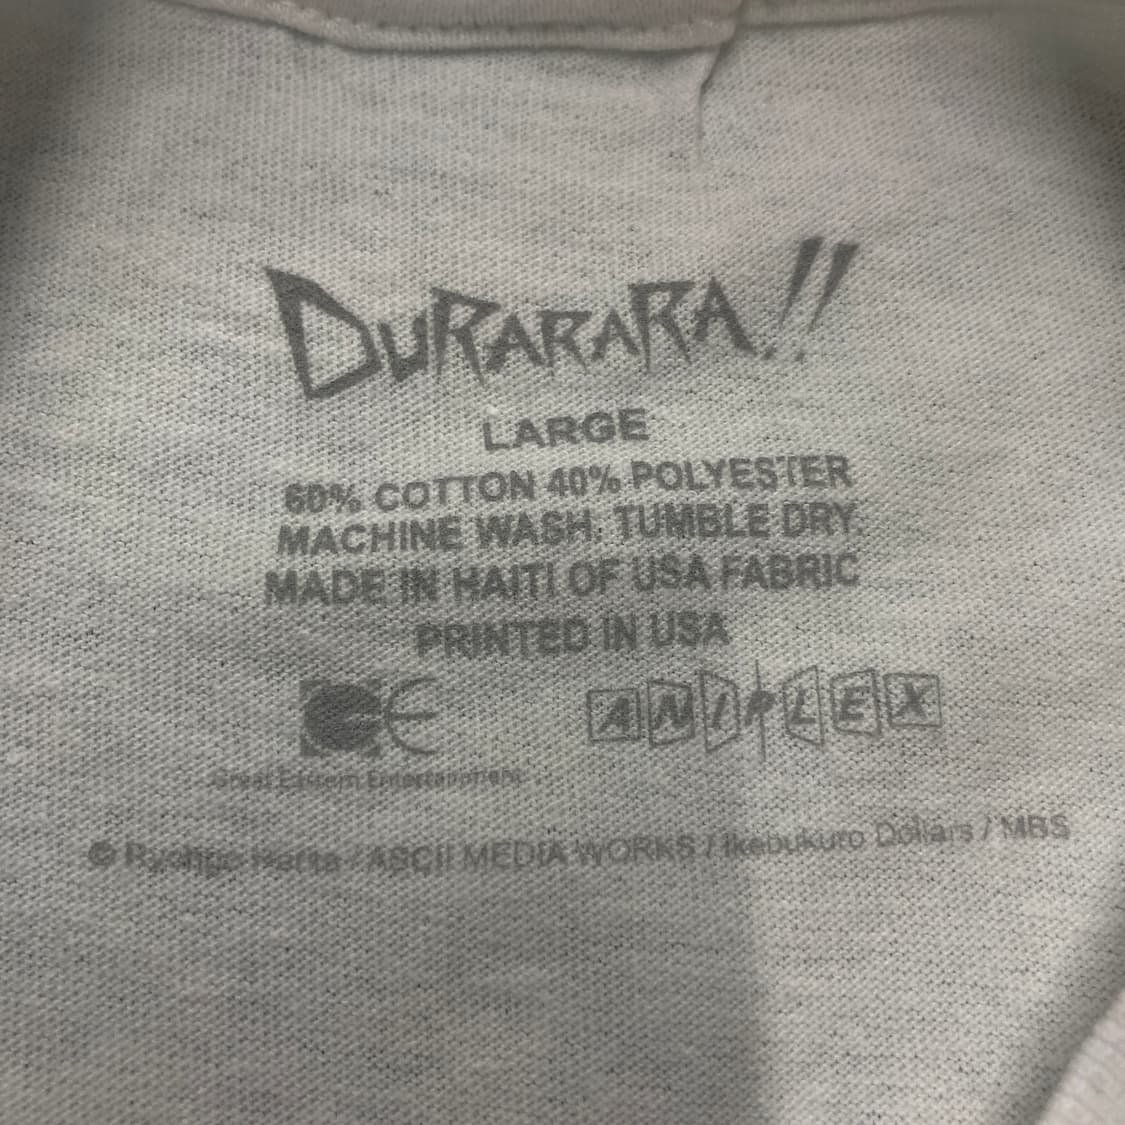 DURARARA!!
LARGE
60% COTTON 40% POLYESTER
MACHINE WASH. TUMBLE DRY.
MADE IN HAITI OF USA FABRIC
PRINTED IN USA
ANIPLEX
Great Eastern Entertainment
© Ryohgo Narita / ASCII MEDIA WORKS / Ikebukuro Dollars / MBS